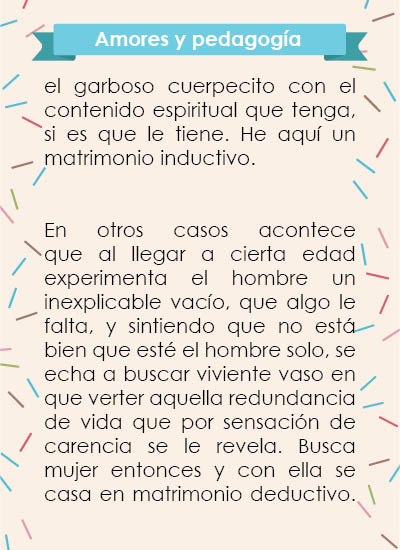 Amores y pedagogía
el garboso cuerpecito con el
contenido espiritual que tenga,
si es que le tiene. He aquí un
matrimonio inductivo.
En otros casos acontece
que al llegar a cierta edad
experimenta el hombre un
inexplicable vacío, que algo le
falta, y sintiendo que no está
bien que esté el hombre solo, se
echa a buscar viviente vaso en
que verter aquella redundancia
de vida que por sensación de
carencia se le revela. Busca
mujer entonces y con ella se
casa en matrimonio deductivo.